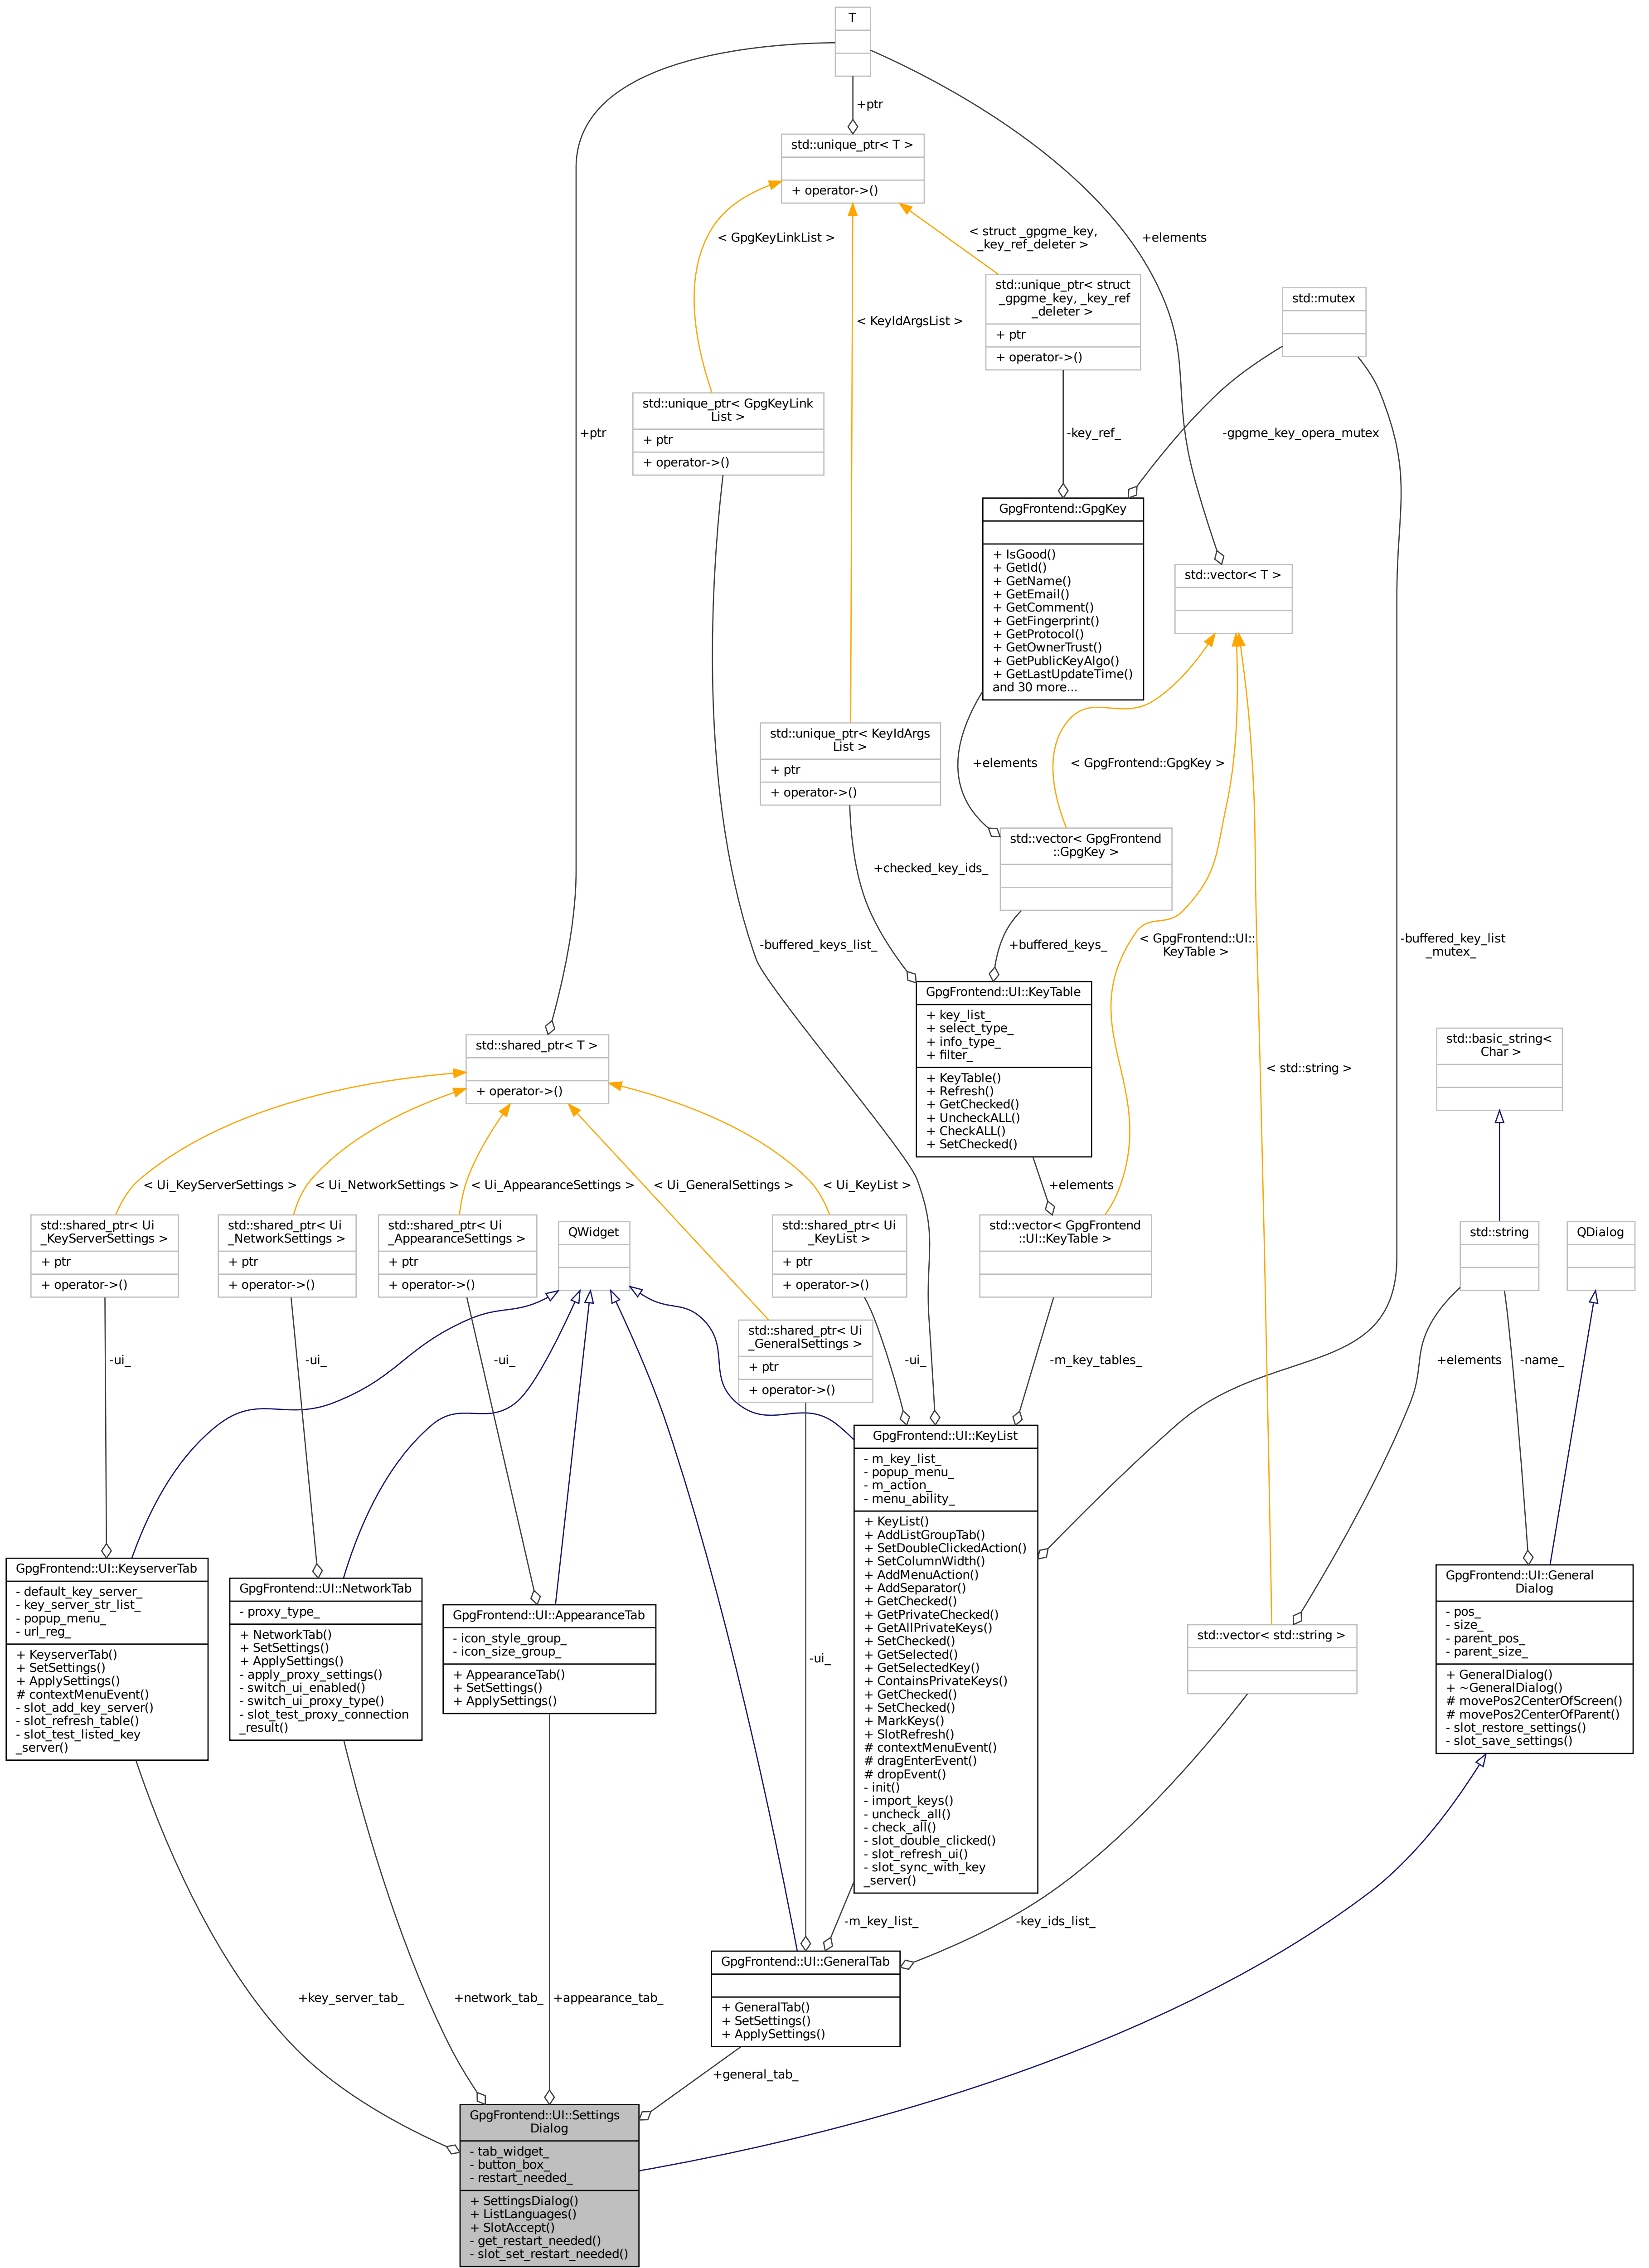 T
+ptr
std::unique_ptr< T >
+ operator->()
< GpgKeyLinkList >
< struct _gpgme_key,
_key_ref_deleter >
+elements
std::unique_ptr< struct
_gpgme_key, _key_ref
_deleter >
+ ptr
+ operator->()
std::mutex
< KeyIdArgsList >
std::unique_ptr< GpgKeyLink
List >
+ ptr
+ operator->()
+ptr
-key_ref_
-gpgme_key_opera_mutex
GpgFrontend::GpgKey
+ IsGood()
+ GetId()
+ GetName()
+ GetEmail()
+ GetComment()
+ GetFingerprint()
+ GetProtocol()
+ GetOwnerTrust()
+ GetPublicKeyAlgo()
+ GetLastUpdateTime()
and 30 more...
std::vector< T >
std::unique_ptr< KeyIdArgs
List >
+ ptr
+ operator->()
+elements
< GpgFrontend::GpgKey >
std::vector< GpgFrontend
::GpgKey >
+checked_key_ids_
-buffered_keys_list_
+buffered_keys_
< GpgFrontend::UI::
KeyTable >
-buffered_key_list
_mutex_
GpgFrontend::UI::KeyTable
+ key_list_
+ select_type_
+ info_type_
+ filter_
+ KeyTable()
+ Refresh()
+ GetChecked()
+ UncheckALL()
+ CheckALL()
+ SetChecked()
std::shared_ptr< T >
+ operator->()
< std::string >
std::basic_string<
Char >
< Ui_KeyServerSettings >
< Ui_NetworkSettings >
< Ui_AppearanceSettings >
< Ui_GeneralSettings >
< Ui_KeyList >
+elements
std::shared_ptr< Ui
_KeyServerSettings >
+ ptr
+ operator->()
std::shared_ptr< Ui
_NetworkSettings >
+ ptr
+ operator->()
std::shared_ptr< Ui
_AppearanceSettings >
+ ptr
+ operator->()
QWidget
std::shared_ptr< Ui
_KeyList >
+ ptr
+ operator->()
std::vector< GpgFrontend
::UI::KeyTable >
std::string
QDialog
std::shared_ptr< Ui
_GeneralSettings >
+ ptr
+ operator->()
-ui_
-ui_
-ui_
-ui_
-m_key_tables_
+elements
-name_
GpgFrontend::UI::KeyList
- m_key_list_
- popup_menu_
- m_action_
- menu_ability_
+ KeyList()
+ AddListGroupTab()
+ SetDoubleClickedAction()
+ SetColumnWidth()
+ AddMenuAction()
+ AddSeparator()
+ GetChecked()
+ GetPrivateChecked()
+ GetAllPrivateKeys()
+ SetChecked()
+ GetSelected()
+ GetSelectedKey()
+ ContainsPrivateKeys()
+ GetChecked()
+ SetChecked()
+ MarkKeys()
+ SlotRefresh()
# contextMenuEvent()
# dragEnterEvent()
# dropEvent()
- init()
- import_keys()
- uncheck_all()
- check_all()
- slot_double_clicked()
- slot_refresh_ui()
- slot_sync_with_key
_server()
GpgFrontend::UI::KeyserverTab
- default_key_server_
- key_server_str_list_
- popup_menu_
- url_reg_
+ KeyserverTab()
+ SetSettings()
+ ApplySettings()
# contextMenuEvent()
- slot_add_key_server()
- slot_refresh_table()
- slot_test_listed_key
_server()
GpgFrontend::UI::NetworkTab
- proxy_type_
+ NetworkTab()
+ SetSettings()
+ ApplySettings()
- apply_proxy_settings()
- switch_ui_enabled()
- switch_ui_proxy_type()
- slot_test_proxy_connection
_result()
GpgFrontend::UI::AppearanceTab
- icon_style_group_
- icon_size_group_
+ AppearanceTab()
+ SetSettings()
+ ApplySettings()
-ui_
std::vector< std::string >
GpgFrontend::UI::General
Dialog
- pos_
- size_
- parent_pos_
- parent_size_
+ GeneralDialog()
+ ~GeneralDialog()
# movePos2CenterOfScreen()
# movePos2CenterOfParent()
- slot_restore_settings()
- slot_save_settings()
-m_key_list_
-key_ids_list_
GpgFrontend::UI::GeneralTab
+ GeneralTab()
+ SetSettings()
+ ApplySettings()
+key_server_tab_
+network_tab_
+appearance_tab_
+general_tab_
GpgFrontend::UI::Settings
Dialog
- tab_widget_
- button_box_
- restart_needed_
+ SettingsDialog()
+ ListLanguages()
+ SlotAccept()
- get_restart_needed()
- slot_set_restart_needed()